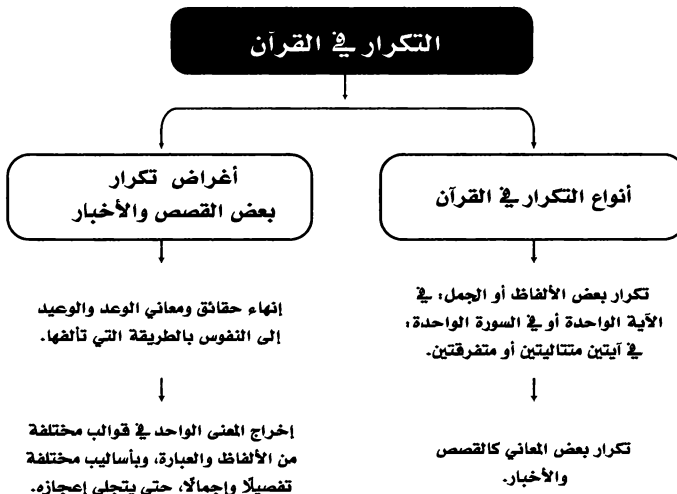 التكرار في القرآن
أنواع التكرار في القرآن
تكرار بعض الألفاظ أو الجمل: في
الآية الواحدة أو في السورة الواحدة،
في آيتين متتاليتين أو متفرقتين.
تكرار بعض المعاني كالقصص
والأخبار.
أغراض تكرار
بعض القصص والأخبار
إنهاء حقائق ومعاني الوعد والوعيد
إلى النفوس بالطريقة التي تألفها.
إخراج المعنى الواحد في قوالب مختلفة
من الألفاظ والعبارة، وبأساليب مختلفة
تفصيلًا وإجمالًا، حتى يتجلى إعجازه.